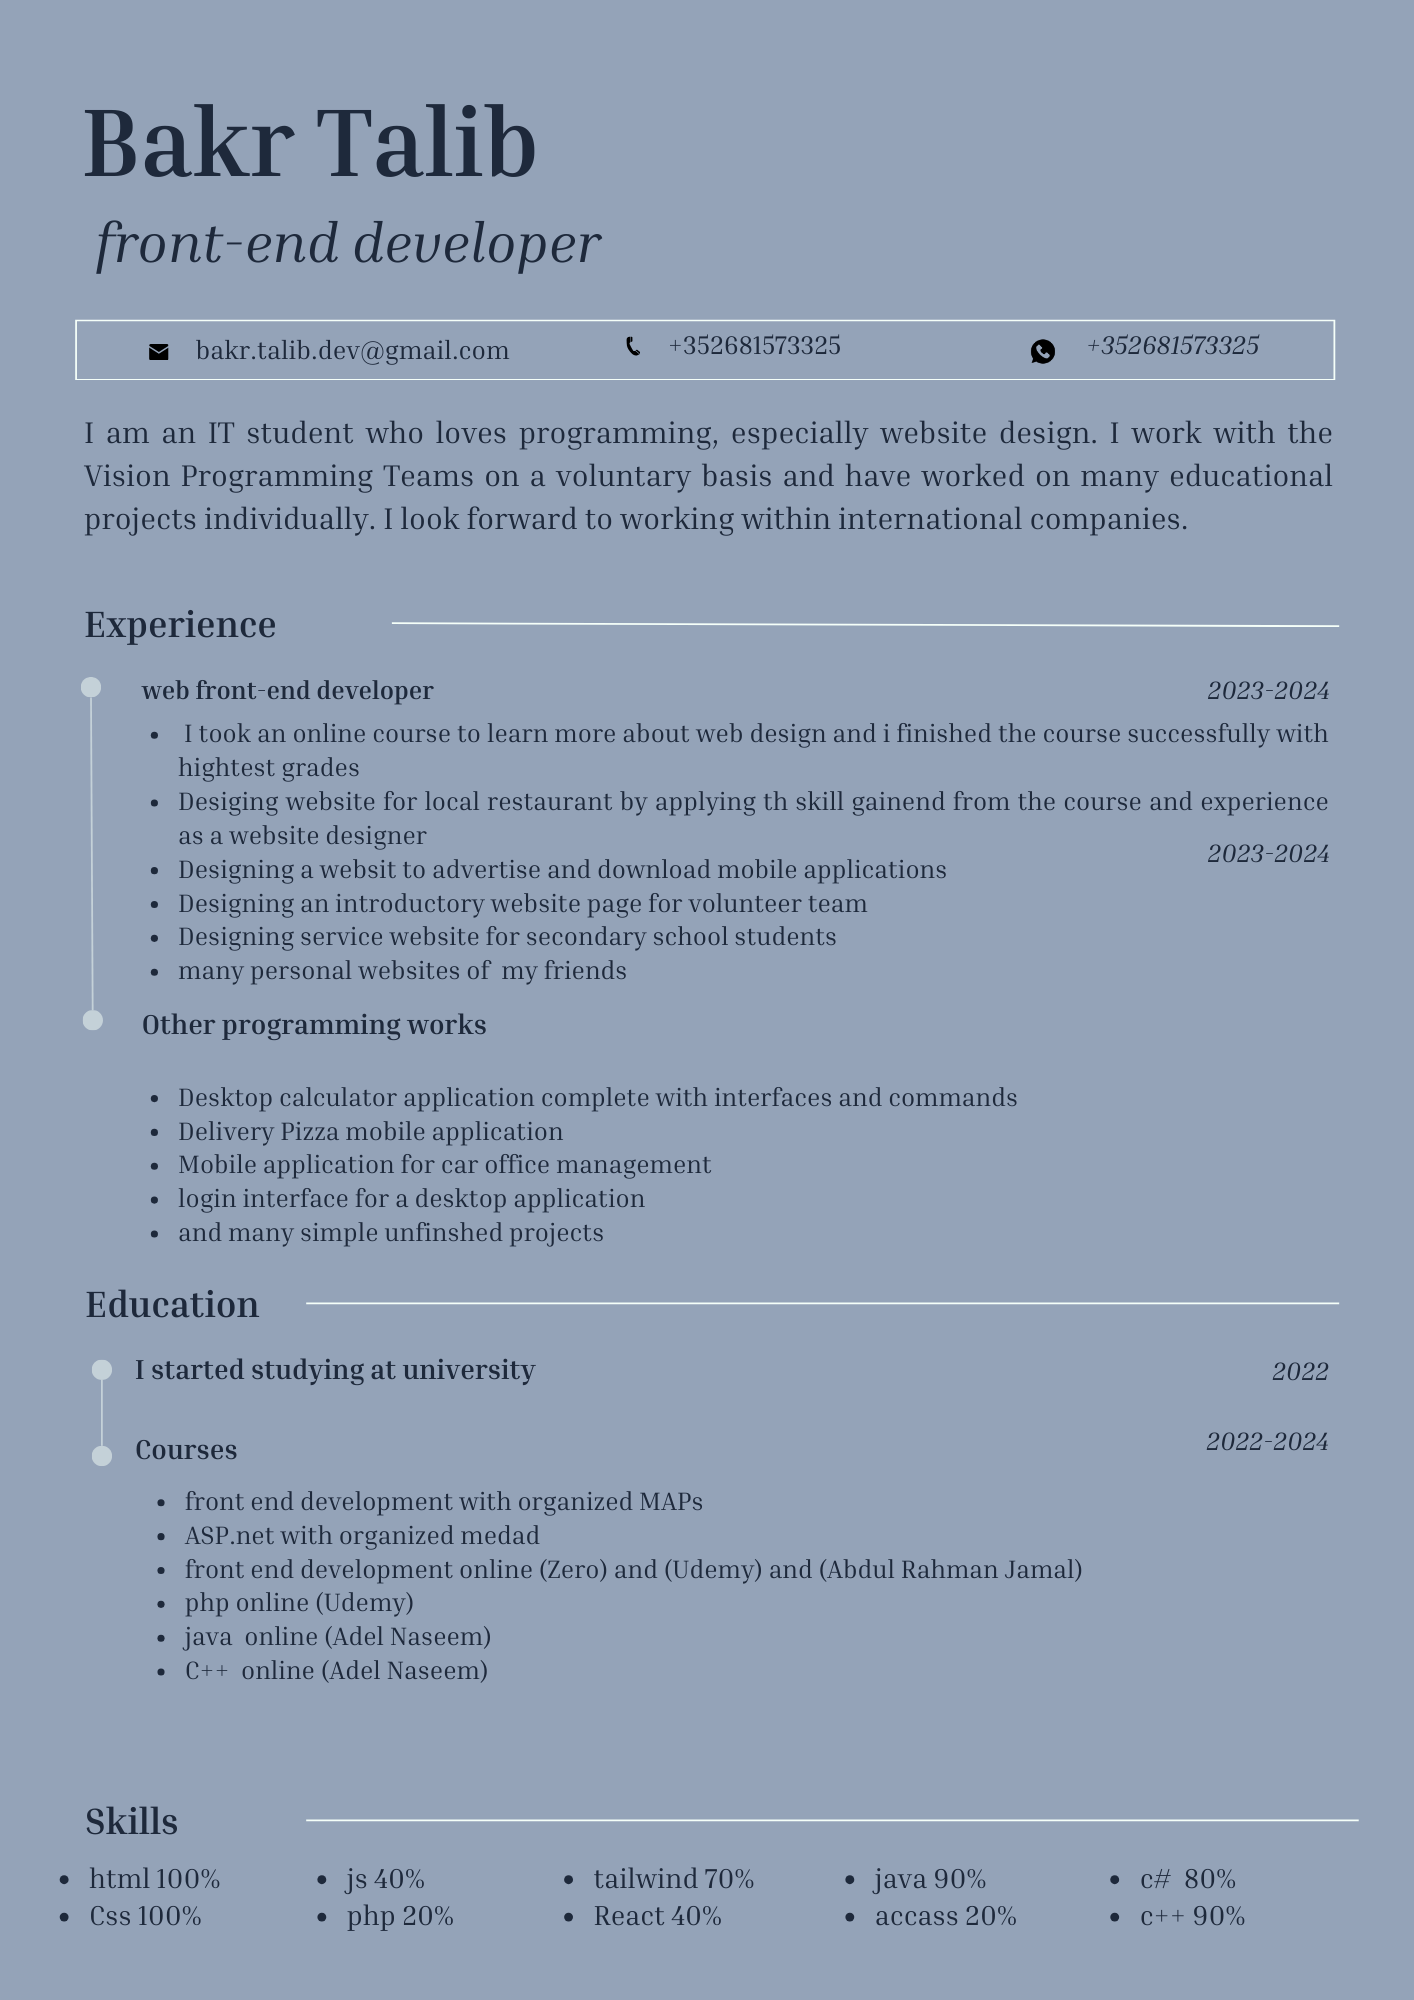 Bakr Talib
front-end developer
bakr.talib.dev@gmail.com +352681573325 +352681573325
I am an IT student who loves programming, especially website design. I work with the
Vision Programming Teams on a voluntary basis and have worked on many educational
projects individually. I look forward to working within international companies.
Experience
web front-end developer 2023-2024
• I took an online course to learn more about web design and i finished the course successfully with
hightest grades
• Desiging website for local restaurant by applying th skill gainend from the course and experience
as a website designer
2023-2024
• Designing a websit to advertise and download mobile applications
• Designing an introductory website page for volunteer team
• Designing service website for secondary school students
• many personal websites of my friends
Other programming works
• Desktop calculator application complete with interfaces and commands
• Delivery Pizza mobile application
• Mobile application for car office management
• login interface for a desktop application
• and many simple unfinshed projects
Education
I started studying at university 2022
Courses 2022-2024
• front end development with organized MAPs
• ASP.net with organized medad
• front end development online (Zero) and (Udemy) and (Abdul Rahman Jamal)
• php online (Udemy)
• java online (Adel Naseem)
• C++ online (Adel Naseem)
Skills
• html 100% • js 40% • tailwind 70% • java 90% • c# 80%
• Css 100% • php 20% • React 40% • accass 20% • c++ 90%